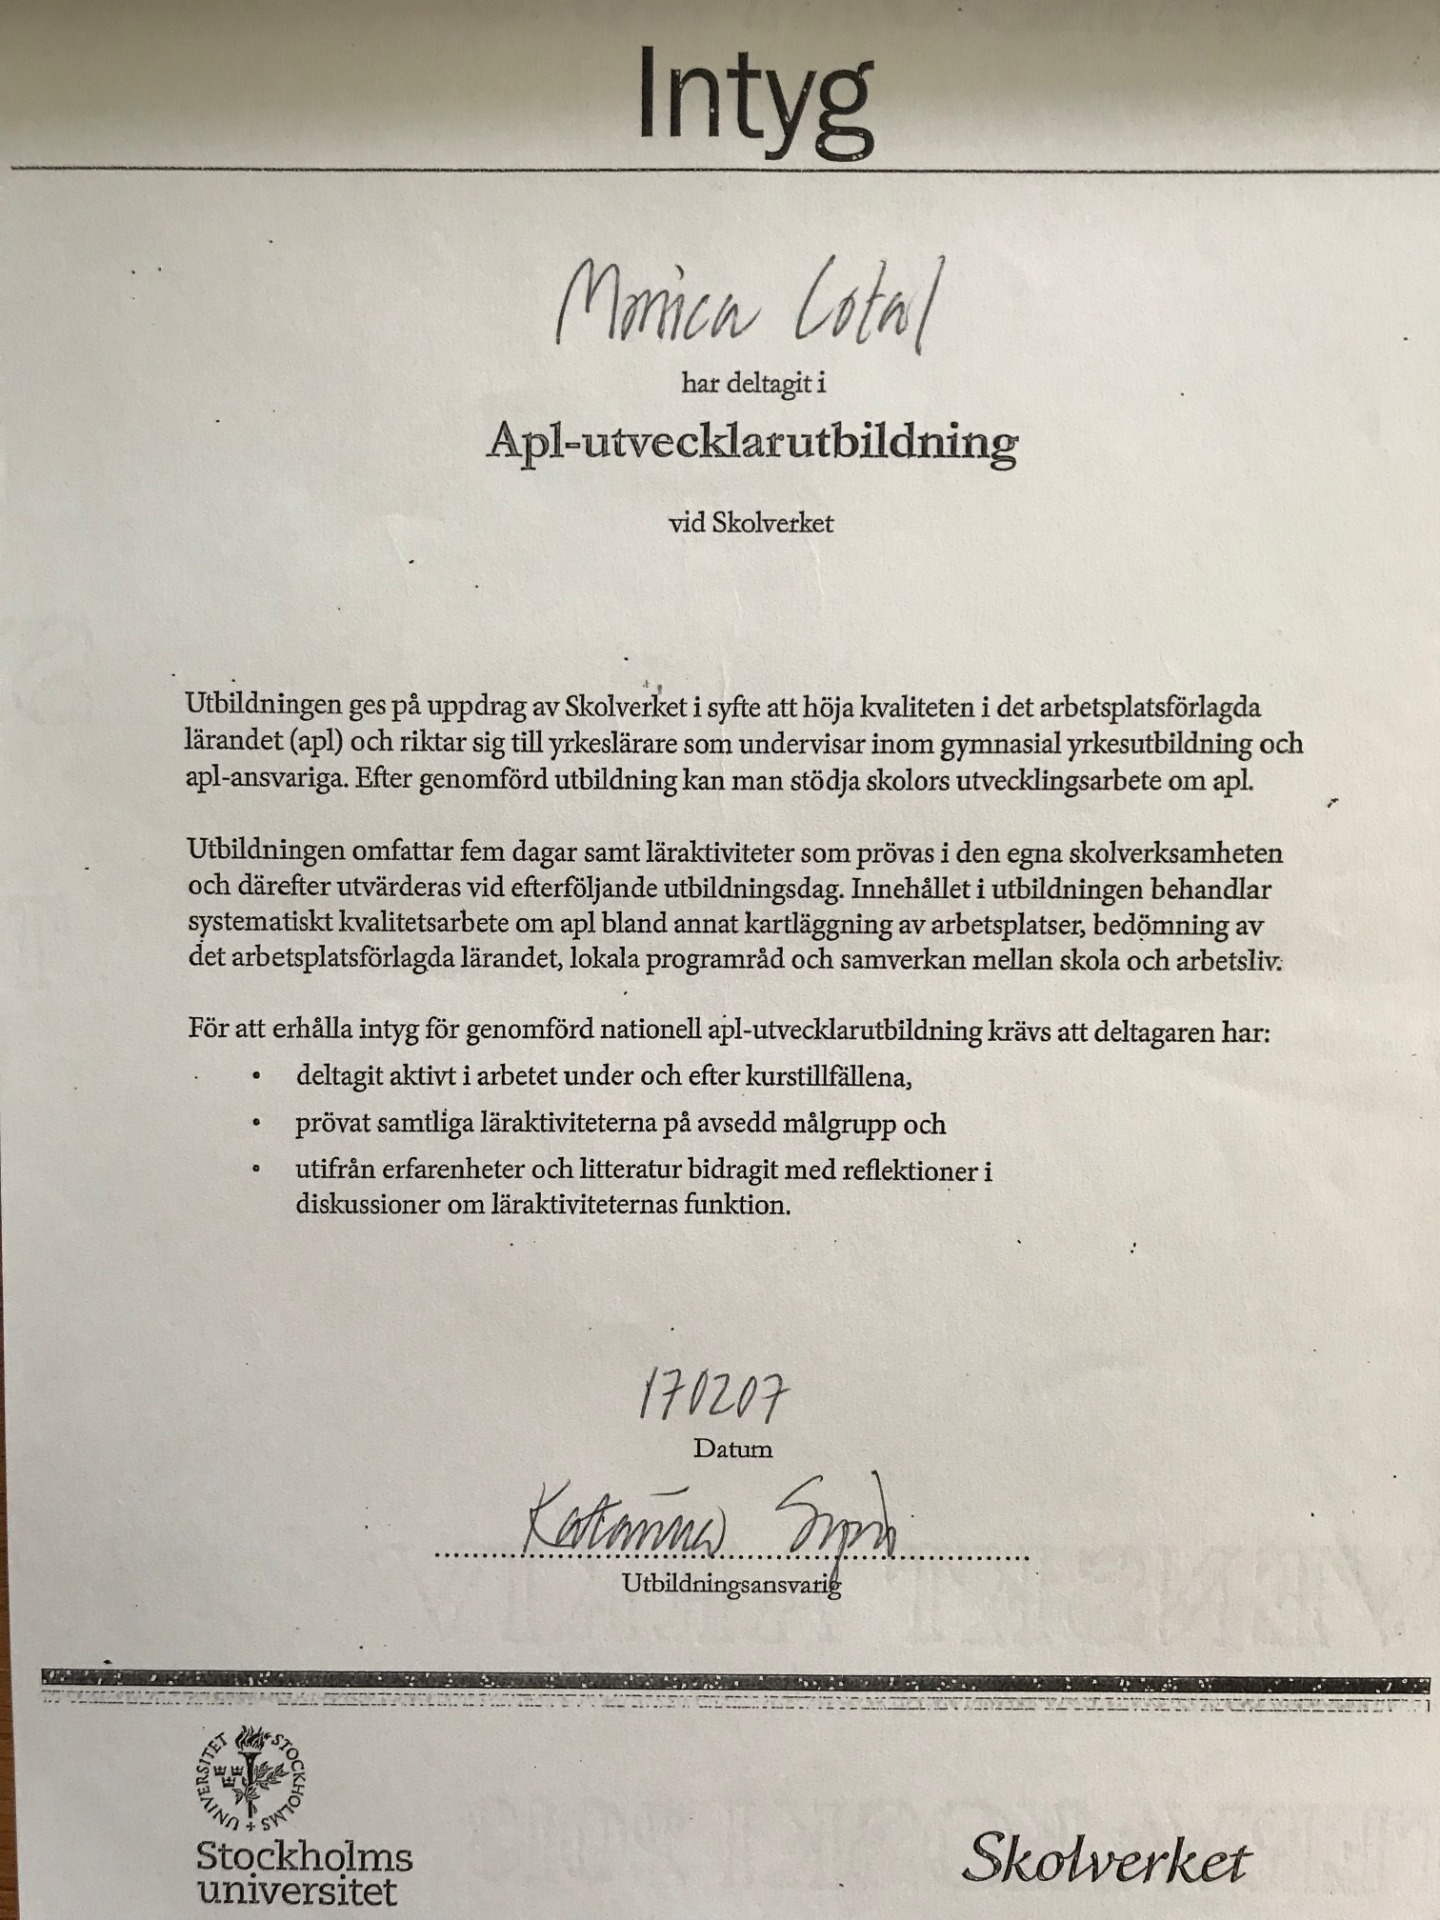 Intyg
Monica Lotal
har deltagit i
Apl-utvecklarutbildning
vid Skolverket
Utbildningen ges på uppdrag av Skolverket i syfte att höja kvaliteten i det arbetsplatsförlagda
lärandet (apl) och riktar sig till yrkeslärare som undervisar inom gymnasial yrkesutbildning och
apl-ansvariga. Efter genomförd utbildning kan man stödja skolors utvecklingsarbete om apl.
Utbildningen omfattar fem dagar samt läraktiviteter som prövas i den egna skolverksamheten
och därefter utvärderas vid efterföljande utbildningsdag. Innehållet i utbildningen behandlar
systematiskt kvalitetsarbete om apl bland annat kartläggning av arbetsplatser, bedömning av
det arbetsplatsförlagda lärandet, lokala programråd och samverkan mellan skola och arbetsliv.
För att erhålla intyg för genomförd nationell apl-utvecklarutbildning krävs att deltagaren har:
• deltagit aktivt i arbetet under och efter kurstillfällena,
• prövat samtliga läraktiviteterna på avsedd målgrupp och
• utifrån erfarenheter och litteratur bidragit med reflektioner i
diskussioner om läraktiviteternas funktion.
170207
Datum
Katarina
Utbildningsansvarig
STOCKHOLMS UNIVERSITET
Stockholms
universitet
Skolverket